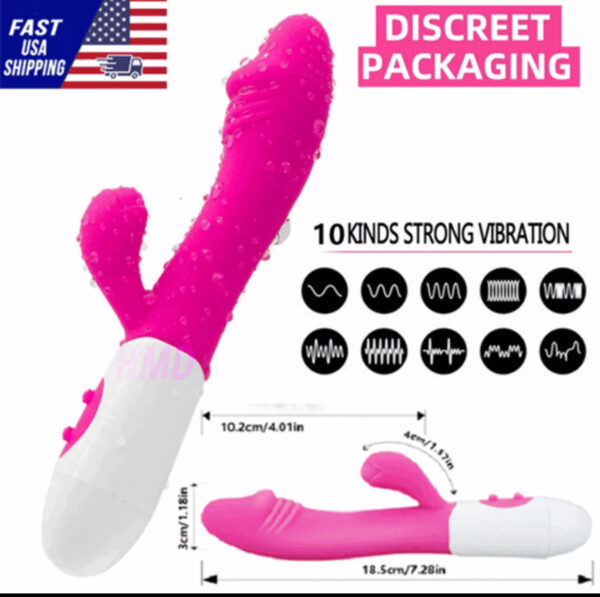 FAST
USA
SHIPPING
DISCREET
PACKAGING
10 KINDS STRONG VIBRATION
HMD
10.2cm/4.01in
4cm/1.57in
3cm/1.18in
18.5cm/7.28in